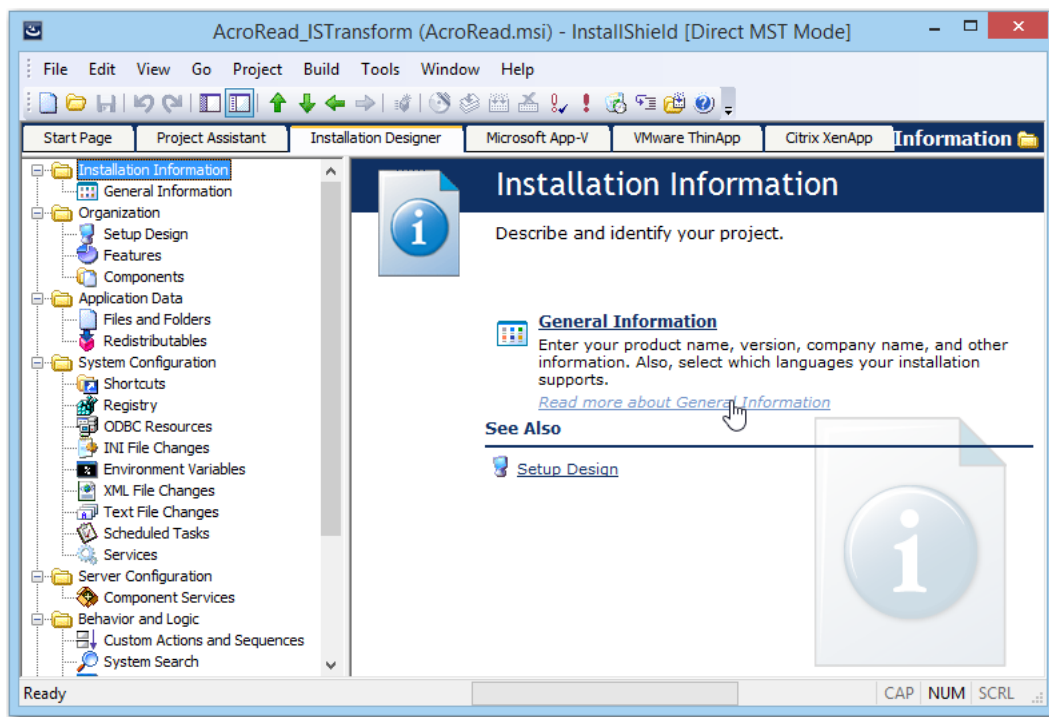 AcroRead_ISTransform (AcroRead.msi) - InstallShield [Direct MST Mode]
File Edit View Go Project Build Tools Window Help
Start Page Project Assistant Installation Designer Microsoft App-V VMware ThinApp Citrix XenApp Information
Installation Information
General Information
Organization
Setup Design
Features
Components
Application Data
Files and Folders
Redistributables
System Configuration
Shortcuts
Registry
ODBC Resources
INI File Changes
Environment Variables
XML File Changes
Text File Changes
Scheduled Tasks
Services
Server Configuration
Component Services
Behavior and Logic
Custom Actions and Sequences
System Search
Installation Information
Describe and identify your project.
General Information
Enter your product name, version, company name, and other
information. Also, select which languages your installation
supports.
Read more about General Information
See Also
Setup Design
Ready CAP NUM SCRL